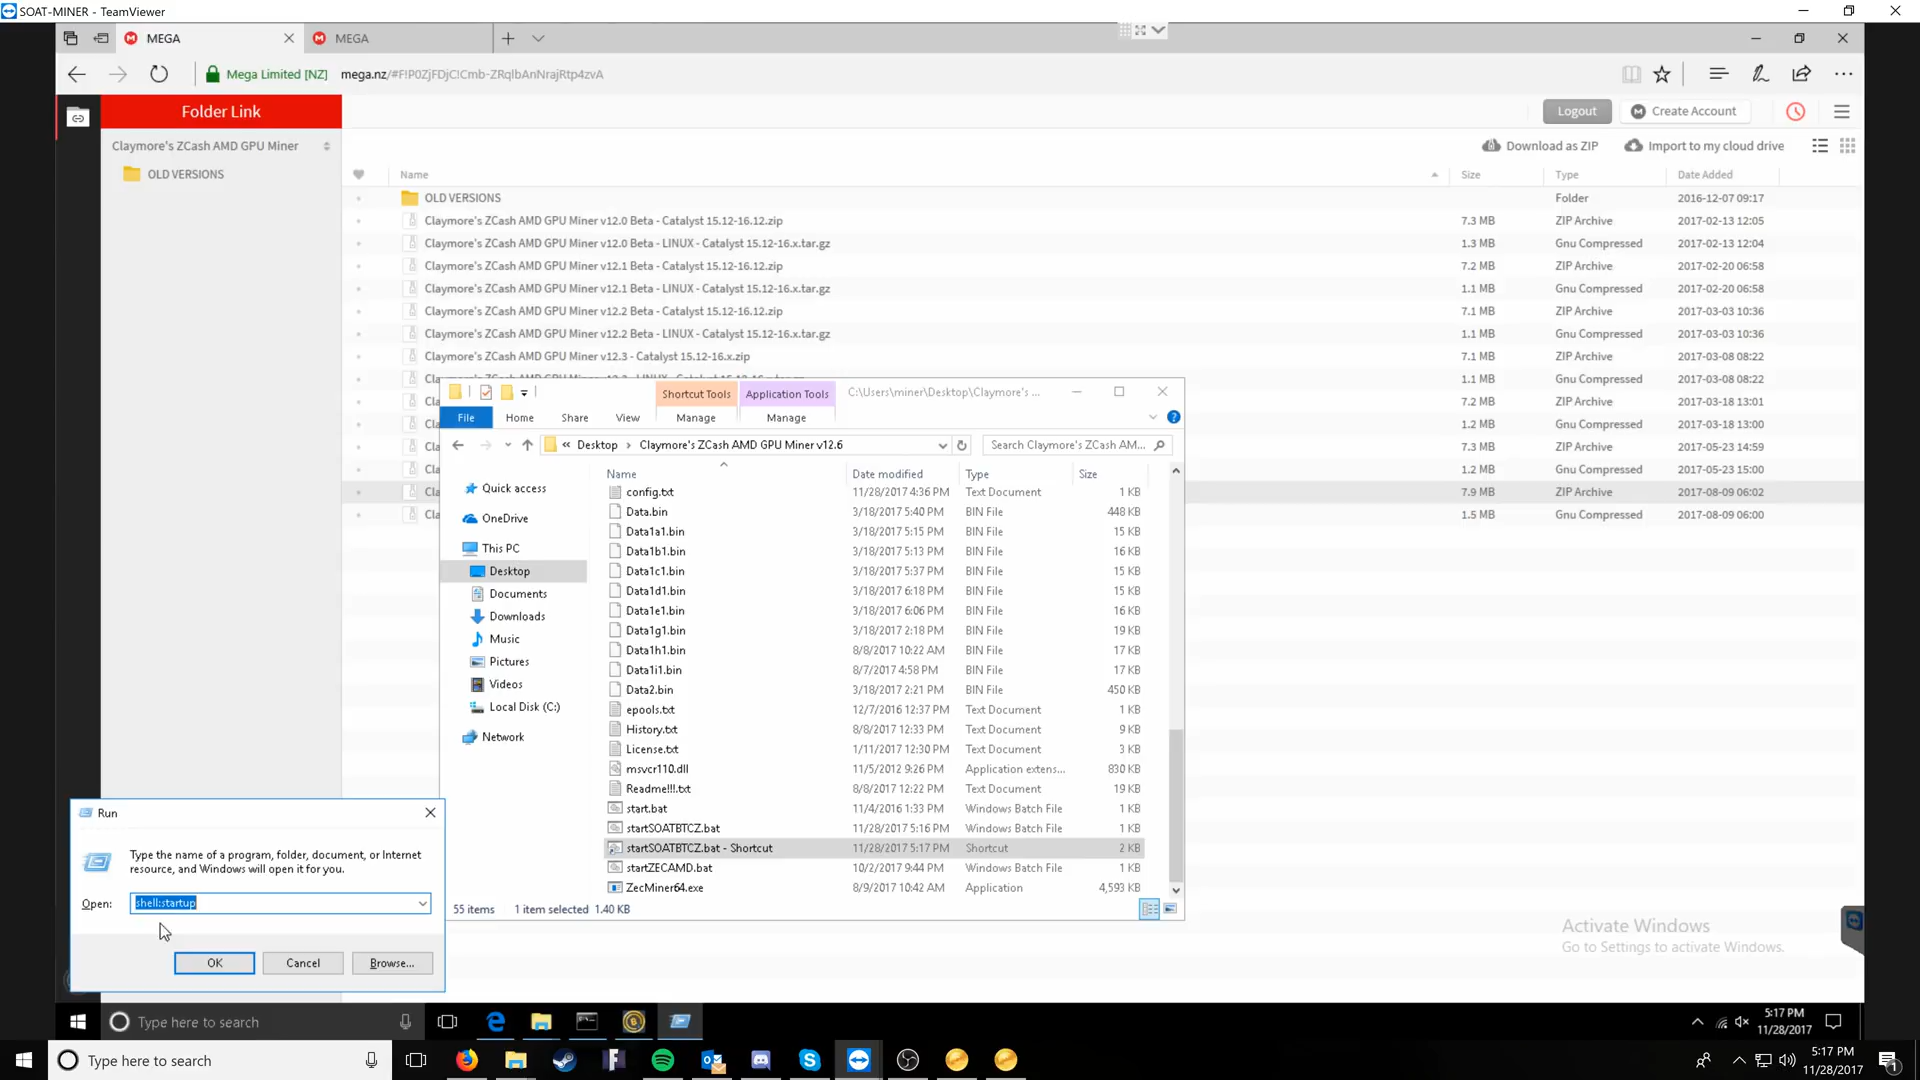 SOAT-MINER - TeamViewer
MEGA
MEGA
Mega Limited [NZ]
mega.nz/#F!P0ZjFDjC!Cmb-ZRqlbAnNrajRtp4zvA
Folder Link
Logout
Create Account
Claymore's ZCash AMD GPU Miner
Download as ZIP
Import to my cloud drive
OLD VERSIONS
Name
Size
Type
Date Added
OLD VERSIONS Folder 2016-12-07 09:17
Claymore's ZCash AMD GPU Miner v12.0 Beta - Catalyst 15.12-16.12.zip 7.3 MB ZIP Archive 2017-02-13 12:05
Claymore's ZCash AMD GPU Miner v12.0 Beta - LINUX - Catalyst 15.12-16.x.tar.gz 1.3 MB Gnu Compressed 2017-02-13 12:04
Claymore's ZCash AMD GPU Miner v12.1 Beta - Catalyst 15.12-16.12.zip 7.2 MB ZIP Archive 2017-02-20 06:58
Claymore's ZCash AMD GPU Miner v12.1 Beta - LINUX - Catalyst 15.12-16.x.tar.gz 1.1 MB Gnu Compressed 2017-02-20 06:58
Claymore's ZCash AMD GPU Miner v12.2 Beta - Catalyst 15.12-16.12.zip 7.1 MB ZIP Archive 2017-03-03 10:36
Claymore's ZCash AMD GPU Miner v12.2 Beta - LINUX - Catalyst 15.12-16.x.tar.gz 1.1 MB Gnu Compressed 2017-03-03 10:36
Claymore's ZCash AMD GPU Miner v12.3 - Catalyst 15.12-16.x.zip 7.1 MB ZIP Archive 2017-03-08 08:22
1.1 MB Gnu Compressed 2017-03-08 08:22
Cla 7.2 MB ZIP Archive 2017-03-18 13:01
Cla 1.2 MB Gnu Compressed 2017-03-18 13:00
Cla 7.3 MB ZIP Archive 2017-05-23 14:59
Cla 1.2 MB Gnu Compressed 2017-05-23 15:00
Cla 7.9 MB ZIP Archive 2017-08-09 06:02
Cla 1.5 MB Gnu Compressed 2017-08-09 06:00
Shortcut Tools
Application Tools
C:\Users\miner\Desktop\Claymore's ...
File
Home
Share
View
Manage
Manage
« Desktop › Claymore's ZCash AMD GPU Miner v12.6
Search Claymore's ZCash AM...
Quick access
OneDrive
This PC
Desktop
Documents
Downloads
Music
Pictures
Videos
Local Disk (C:)
Network
Name Date modified Type Size
config.txt 11/28/2017 4:36 PM Text Document 1 KB
Data.bin 3/18/2017 5:40 PM BIN File 448 KB
Data1a1.bin 3/18/2017 5:15 PM BIN File 15 KB
Data1b1.bin 3/18/2017 5:13 PM BIN File 16 KB
Data1c1.bin 3/18/2017 5:37 PM BIN File 15 KB
Data1d1.bin 3/18/2017 6:18 PM BIN File 15 KB
Data1e1.bin 3/18/2017 6:06 PM BIN File 16 KB
Data1g1.bin 3/18/2017 2:18 PM BIN File 19 KB
Data1h1.bin 8/8/2017 10:22 AM BIN File 17 KB
Data1i1.bin 8/7/2017 4:58 PM BIN File 17 KB
Data2.bin 3/18/2017 2:21 PM BIN File 450 KB
epools.txt 12/7/2016 12:37 PM Text Document 1 KB
History.txt 8/8/2017 12:33 PM Text Document 9 KB
License.txt 1/11/2017 12:30 PM Text Document 3 KB
msvcr110.dll 11/5/2012 9:26 PM Application extens... 830 KB
Readme!!!.txt 8/8/2017 12:22 PM Text Document 19 KB
start.bat 11/4/2016 1:33 PM Windows Batch File 1 KB
startSOATBTCZ.bat 11/28/2017 5:16 PM Windows Batch File 1 KB
startSOATBTCZ.bat - Shortcut 11/28/2017 5:17 PM Shortcut 2 KB
startZECAMD.bat 10/2/2017 9:44 PM Windows Batch File 1 KB
ZecMiner64.exe 8/9/2017 10:42 AM Application 4,593 KB
55 items 1 item selected 1.40 KB
Run
Type the name of a program, folder, document, or Internet
resource, and Windows will open it for you.
Open: shell:startup
OK
Cancel
Browse...
Activate Windows
Go to Settings to activate Windows.
Type here to search
5:17 PM
11/28/2017
Type here to search
5:17 PM
11/28/2017
1